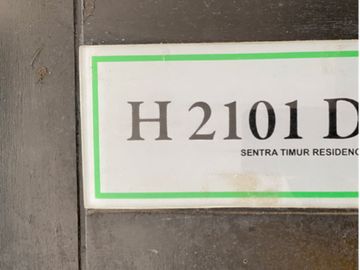 H 2101 D
SENTRA TIMUR RESIDENC